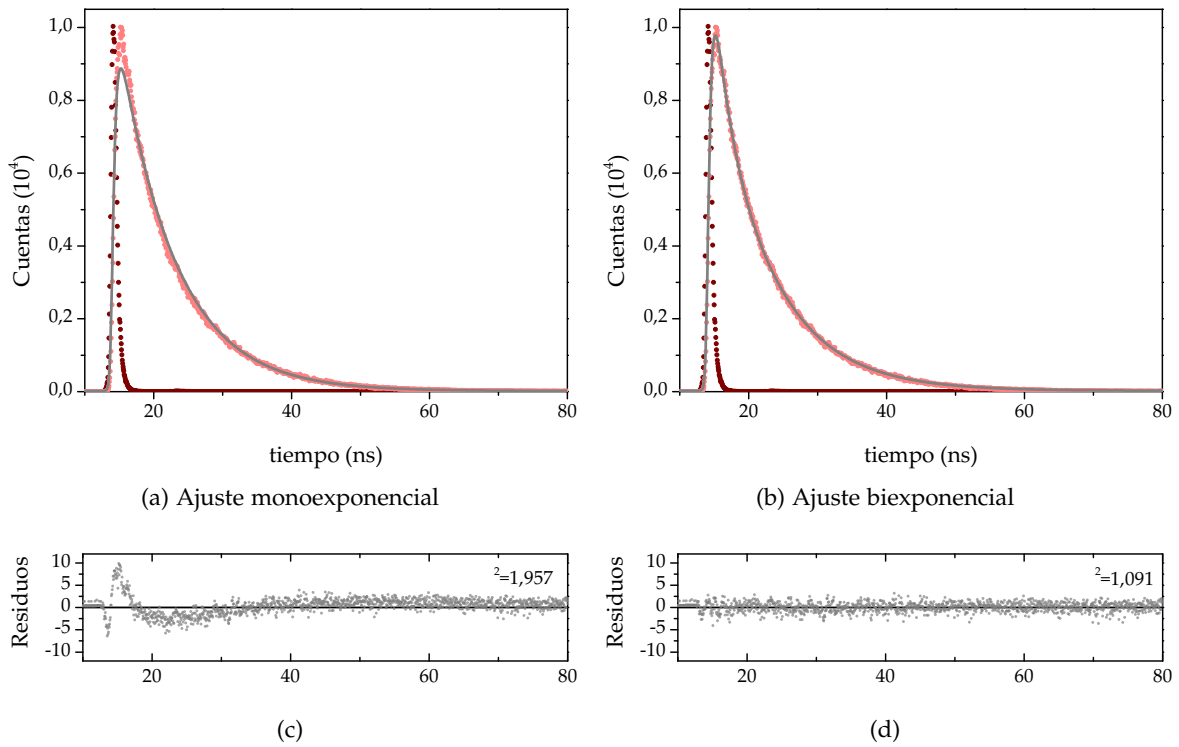 1,0
0,8
0,6
0,4
0,2
0,0
Cuentas (10⁴)
20 40 60 80
tiempo (ns)
(a) Ajuste monoexponencial
1,0
0,8
0,6
0,4
0,2
0,0
Cuentas (10⁴)
20 40 60 80
tiempo (ns)
(b) Ajuste biexponencial
10
5
0
-5
-10
Residuos
²=1,957
20 40 60 80
(c)
10
5
0
-5
-10
Residuos
²=1,091
20 40 60 80
(d)